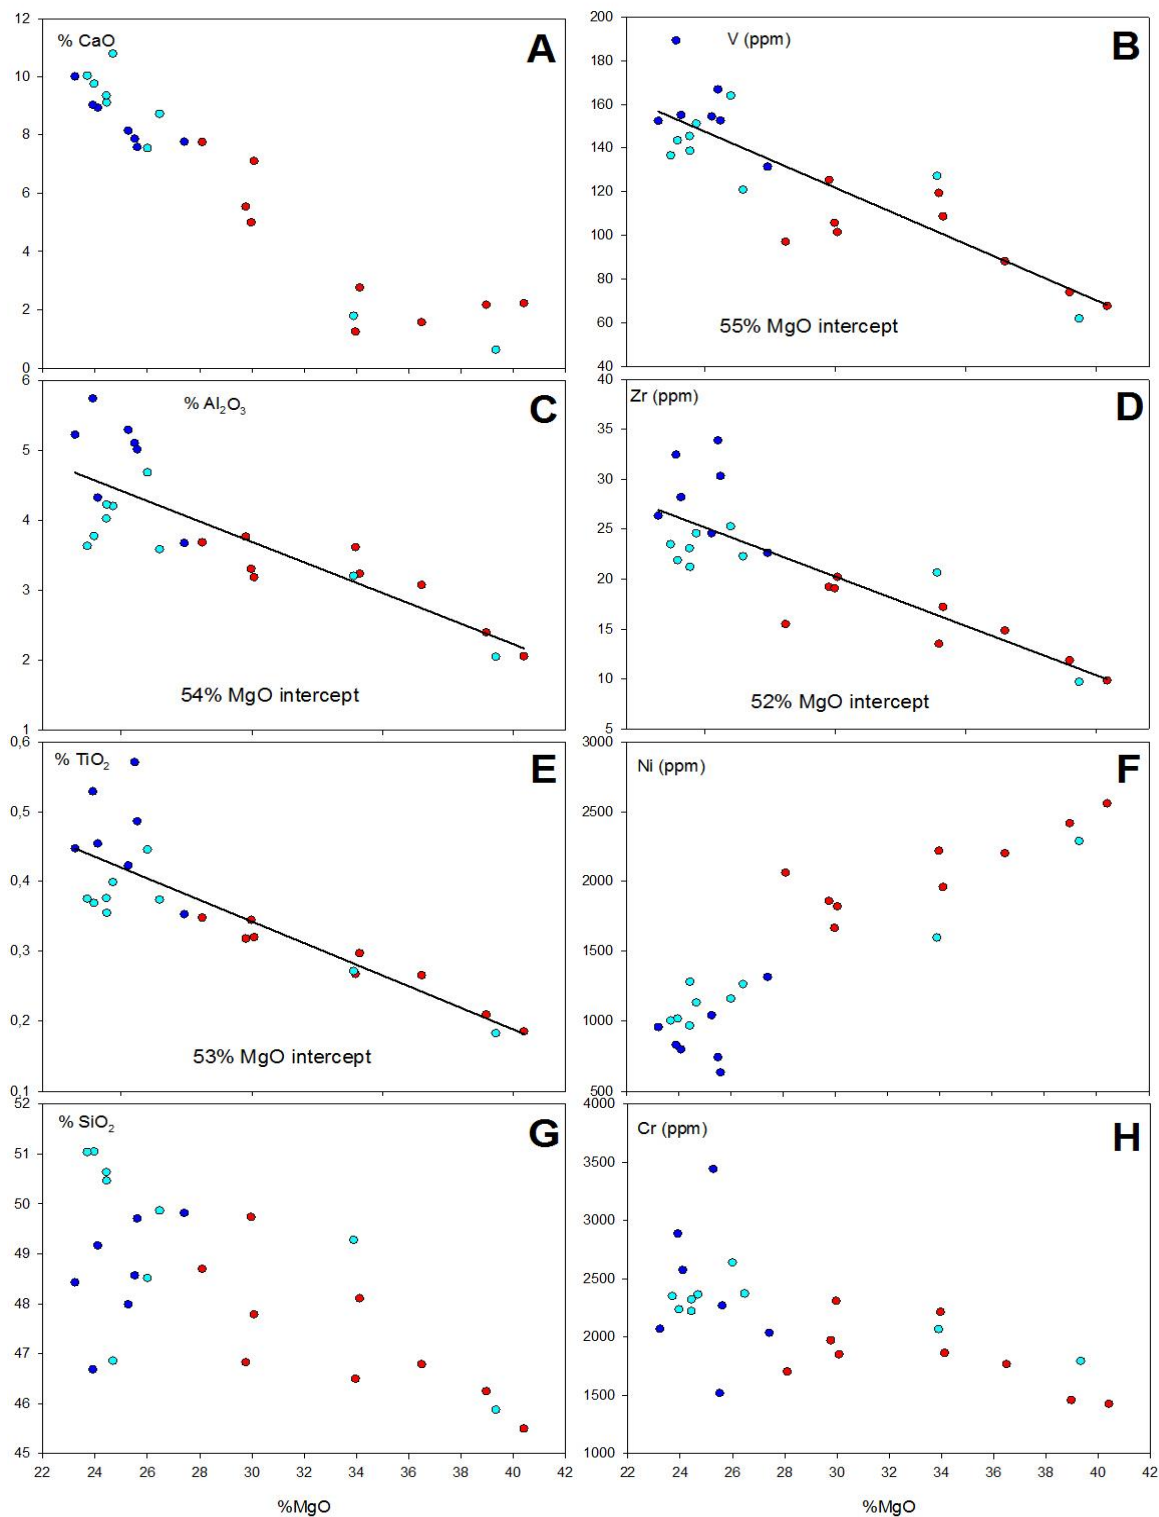 % CaO
A
12
10
8
6
4
2
0
V (ppm)
B
200
180
160
140
120
100
80
60
40
55% MgO intercept
% Al2O3
C
6
5
4
3
2
1
54% MgO intercept
Zr (ppm)
D
40
35
30
25
20
15
10
5
52% MgO intercept
% TiO2
E
0,6
0,5
0,4
0,3
0,2
0,1
53% MgO intercept
Ni (ppm)
F
3000
2500
2000
1500
1000
500
% SiO2
G
52
51
50
49
48
47
46
45
22 24 26 28 30 32 34 36 38 40 42
%MgO
Cr (ppm)
H
4000
3500
3000
2500
2000
1500
1000
22 24 26 28 30 32 34 36 38 40 42
%MgO